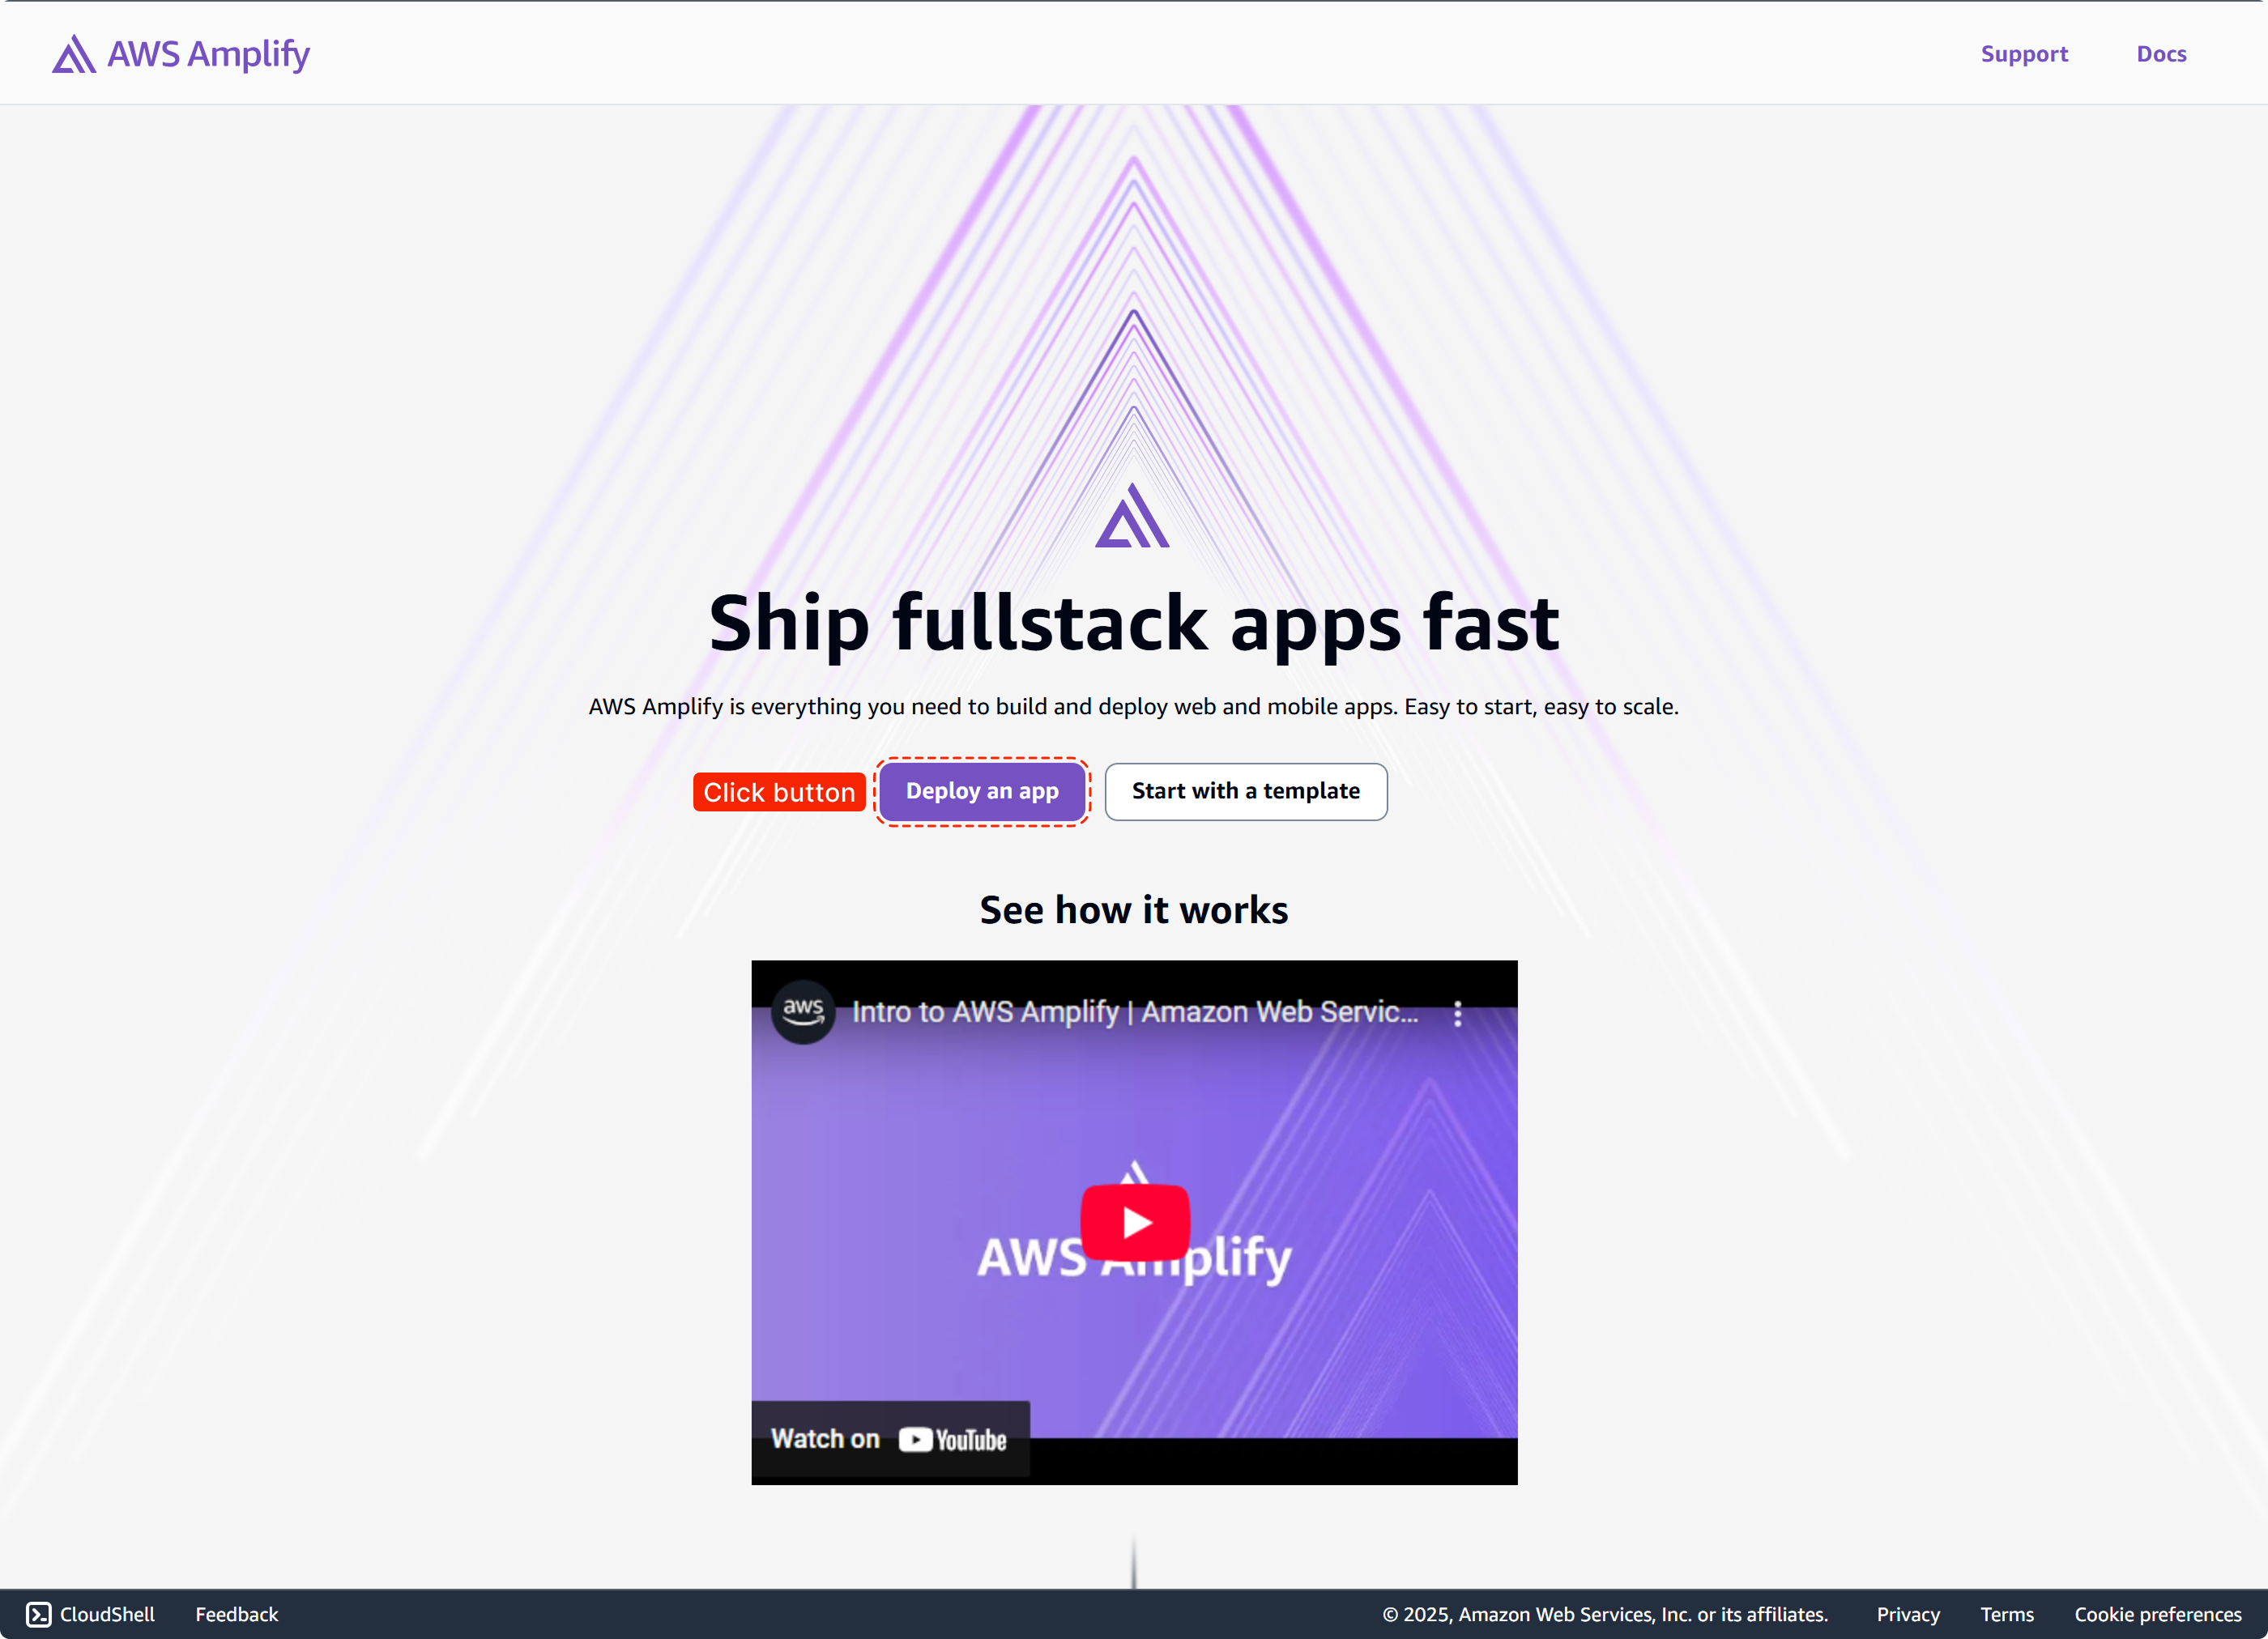 AWS Amplify
Support
Docs
Ship fullstack apps fast
AWS Amplify is everything you need to build and deploy web and mobile apps. Easy to start, easy to scale.
Click button
Deploy an app
Start with a template
See how it works
aws
Intro to AWS Amplify | Amazon Web Servic...
AWS Amplify
Watch on YouTube
CloudShell
Feedback
© 2025, Amazon Web Services, Inc. or its affiliates.
Privacy
Terms
Cookie preferences